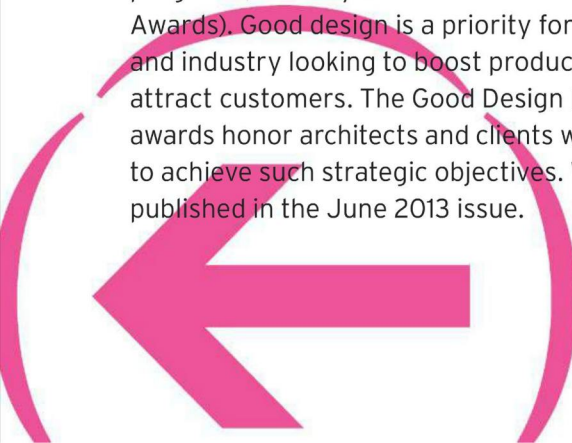 Awards). Good design is a priority for
and industry looking to boost produc
attract customers. The Good Design
awards honor architects and clients w
to achieve such strategic objectives.
published in the June 2013 issue.